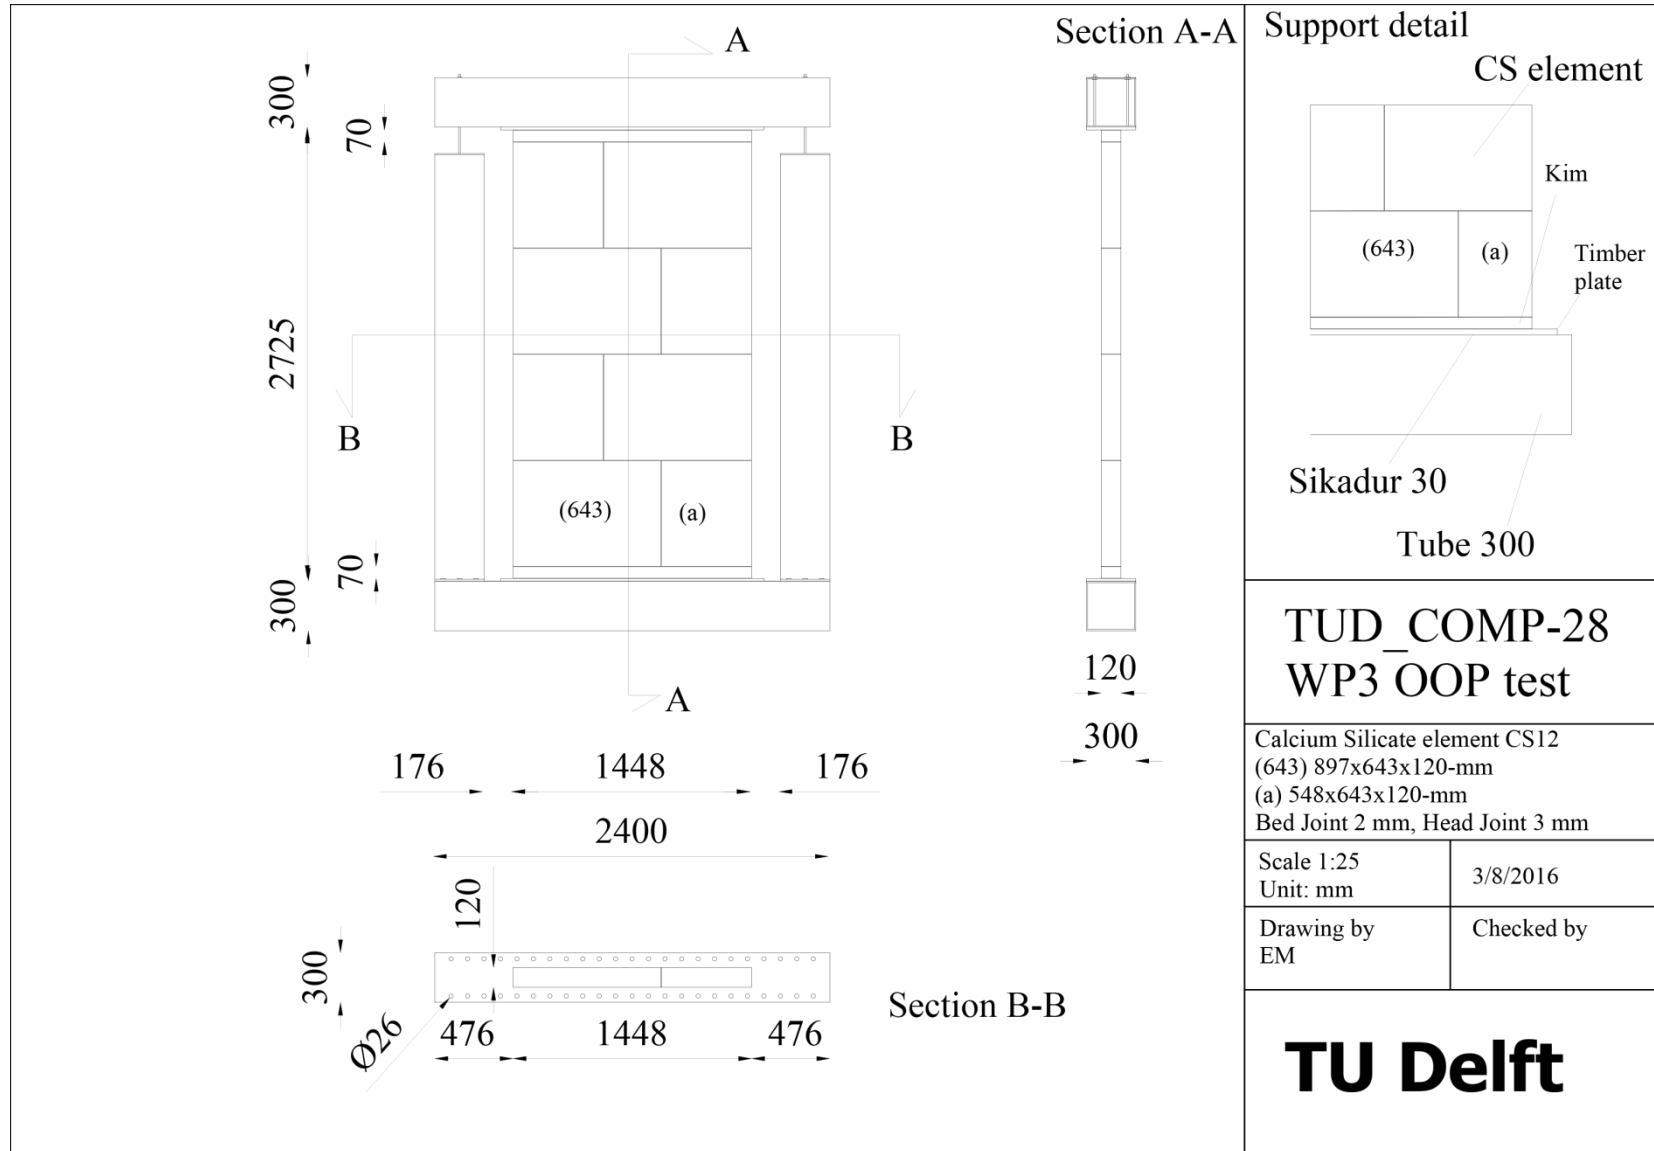 A
Section A-A
300
70
2725
B
B
(643)
(a)
70
300
A
120
300
176
1448
176
2400
120
300
Ø26
476
1448
476
Section B-B
Support detail
CS element
Kim
(643)
(a)
Timber
plate
Sikadur 30
Tube 300
TUD_COMP-28
WP3 OOP test
Calcium Silicate element CS12
(643) 897x643x120-mm
(a) 548x643x120-mm
Bed Joint 2 mm, Head Joint 3 mm
Scale 1:25
Unit: mm
3/8/2016
Drawing by
EM
Checked by
TU Delft